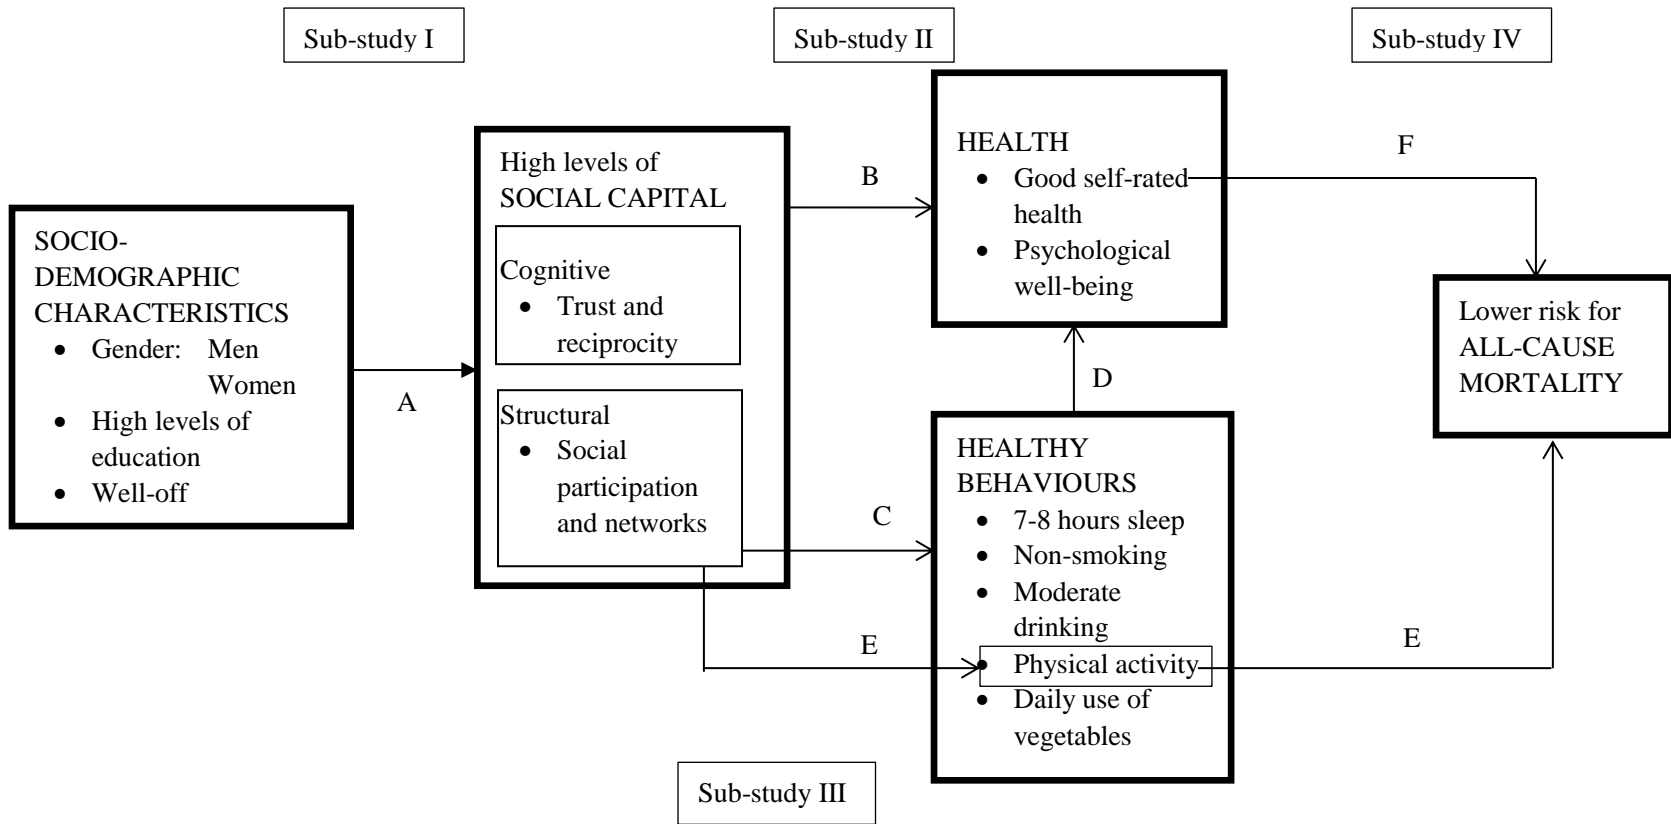 Sub-study I
Sub-study II
Sub-study IV
SOCIO-
DEMOGRAPHIC
CHARACTERISTICS
• Gender: Men
Women
• High levels of
education
• Well-off
A
High levels of
SOCIAL CAPITAL
Cognitive
• Trust and
reciprocity
Structural
• Social
participation
and networks
B
C
E
HEALTH
• Good self-rated
health
• Psychological
well-being
D
HEALTHY
BEHAVIOURS
• 7-8 hours sleep
• Non-smoking
• Moderate
drinking
• Physical activity
• Daily use of
vegetables
F
E
Lower risk for
ALL-CAUSE
MORTALITY
Sub-study III